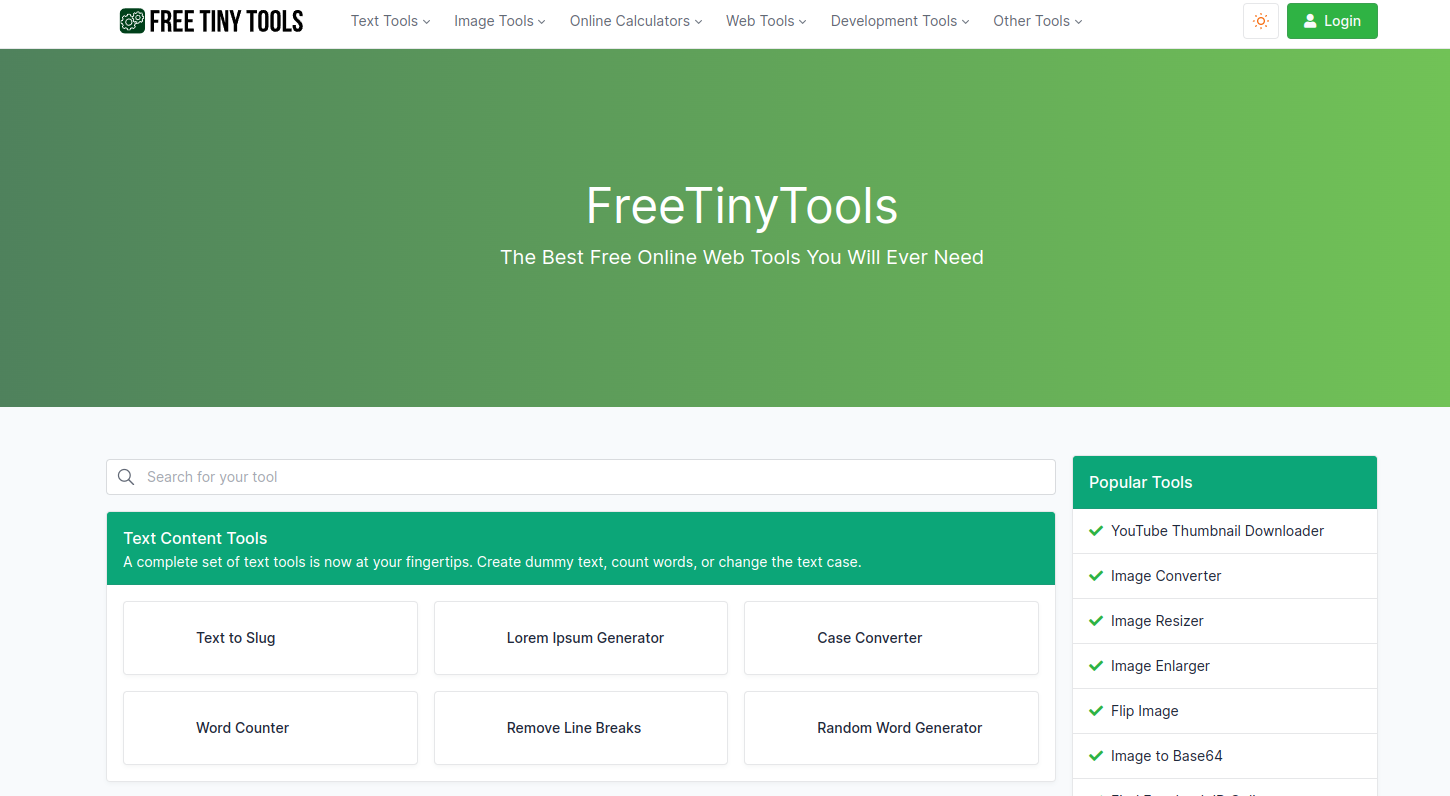 FREE TINY TOOLS
Text Tools
Image Tools
Online Calculators
Web Tools
Development Tools
Other Tools
Login
FreeTinyTools
The Best Free Online Web Tools You Will Ever Need
Search for your tool
Text Content Tools
A complete set of text tools is now at your fingertips. Create dummy text, count words, or change the text case.
Text to Slug
Lorem Ipsum Generator
Case Converter
Word Counter
Remove Line Breaks
Random Word Generator
Popular Tools
YouTube Thumbnail Downloader
Image Converter
Image Resizer
Image Enlarger
Flip Image
Image to Base64